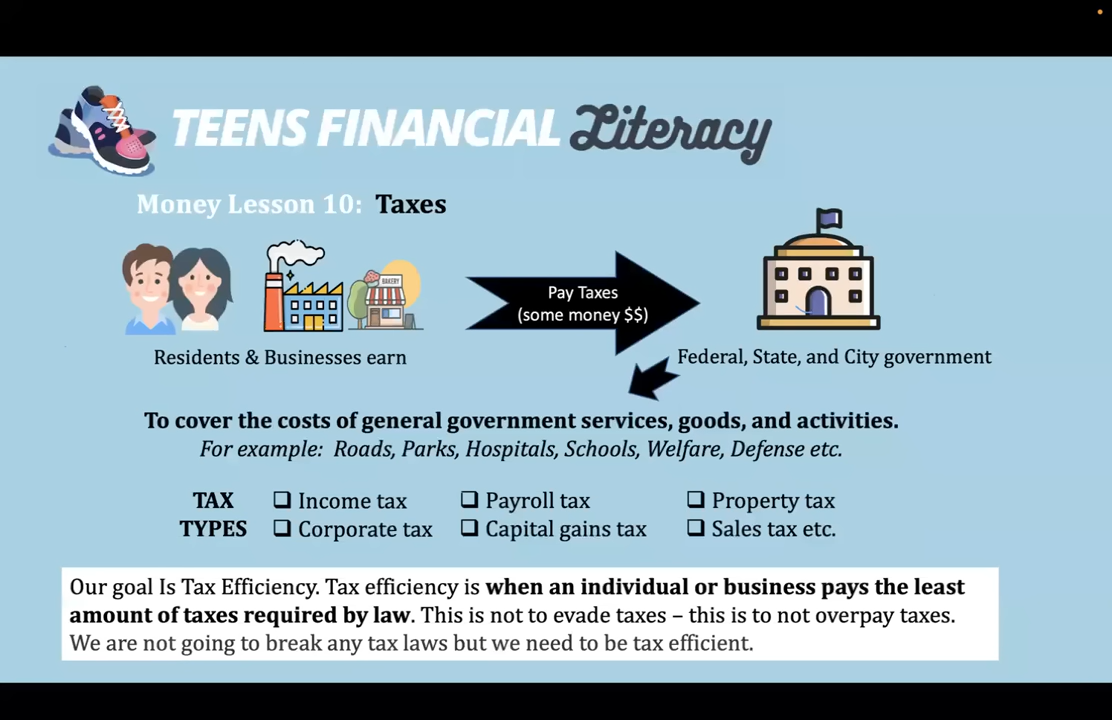 TEENS FINANCIAL Literacy
Money Lesson 10: Taxes
BAKERY
Pay Taxes
(some money $$)
Residents & Businesses earn
Federal, State, and City government
To cover the costs of general government services, goods, and activities.
For example: Roads, Parks, Hospitals, Schools, Welfare, Defense etc.
TAX ❑ Income tax ❑ Payroll tax ❑ Property tax
TYPES ❑ Corporate tax ❑ Capital gains tax ❑ Sales tax etc.
Our goal Is Tax Efficiency. Tax efficiency is when an individual or business pays the least
amount of taxes required by law. This is not to evade taxes – this is to not overpay taxes.
We are not going to break any tax laws but we need to be tax efficient.